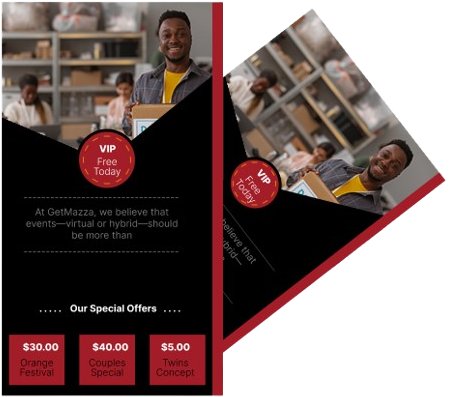 VIP
Free
Today
At GetMazza, we believe that
events—virtual or hybrid—should
be more than
..... Our Special Offers ....
$30.00
Orange
Festival
$40.00
Couples
Special
$5.00
Twins
Concept
VIP
Free
Today
believe that
brid—